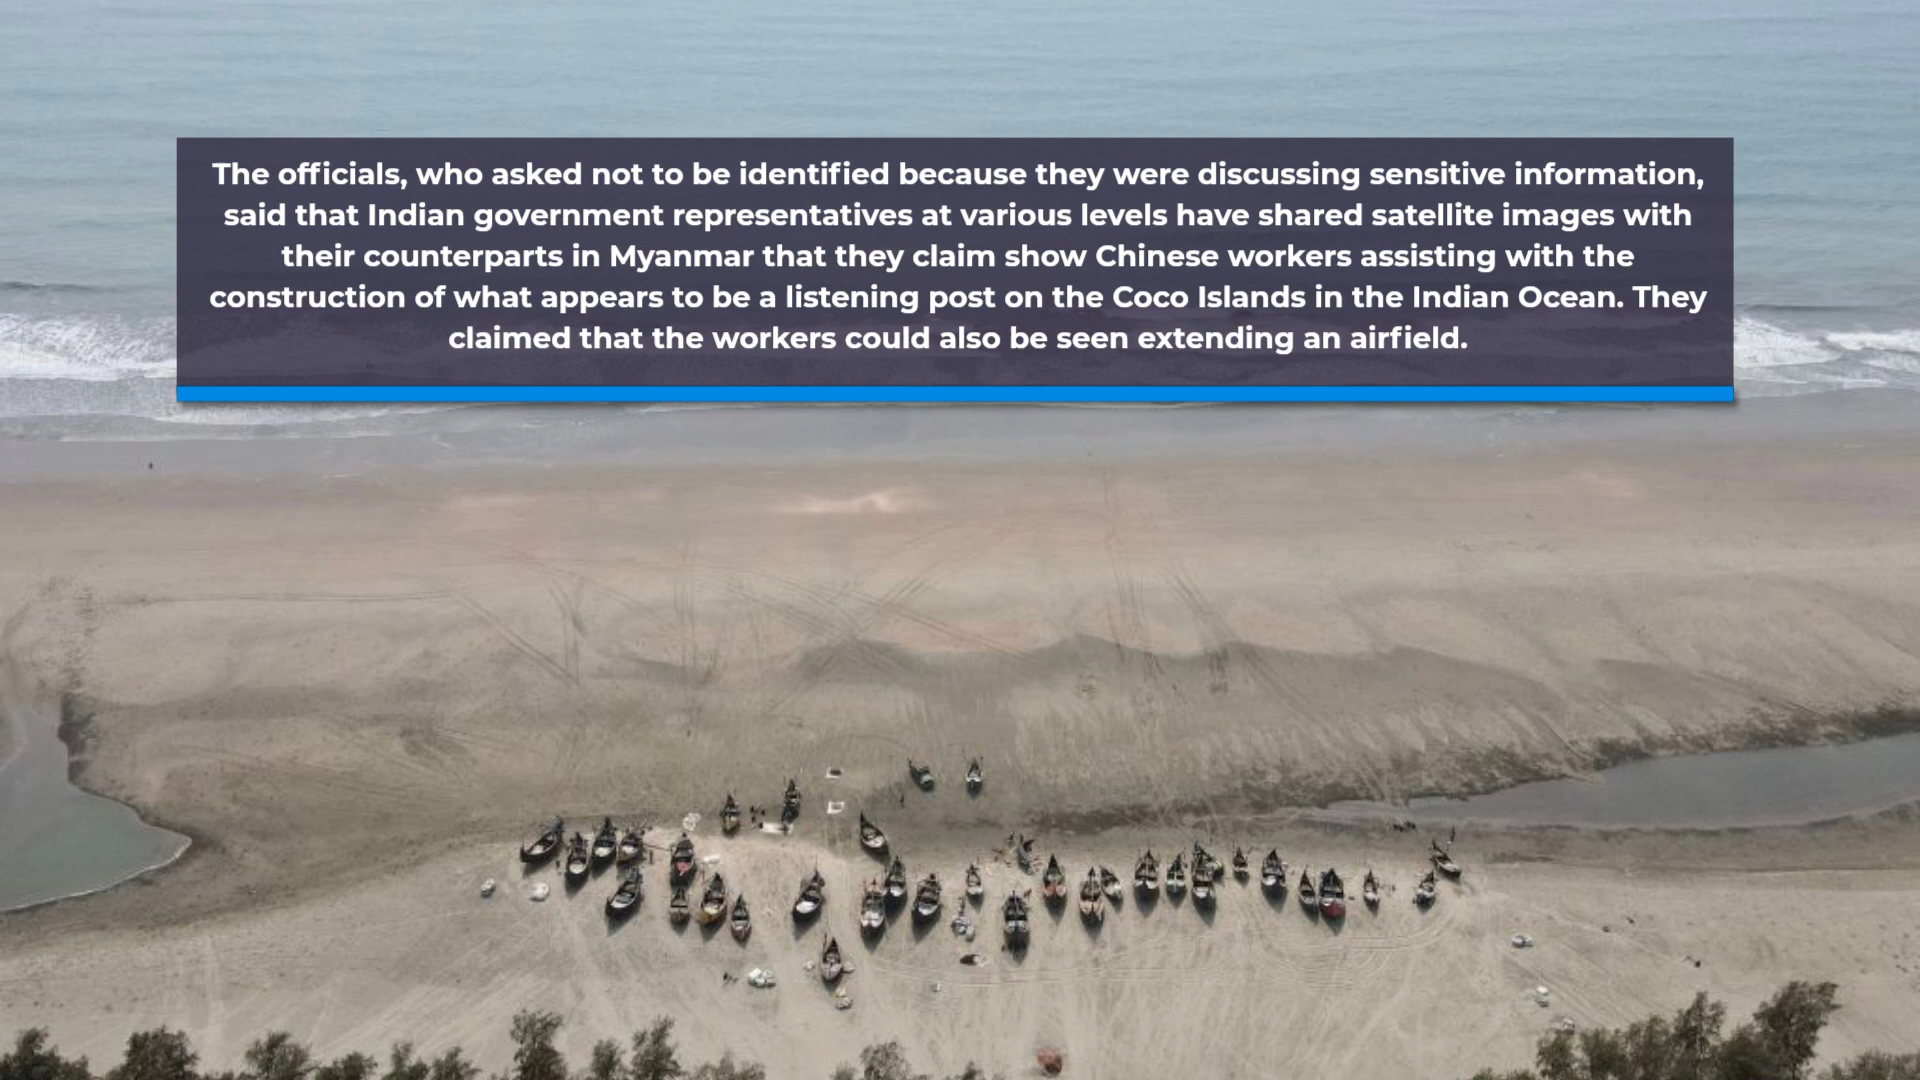 The officials, who asked not to be identified because they were discussing sensitive information,
said that Indian government representatives at various levels have shared satellite images with
their counterparts in Myanmar that they claim show Chinese workers assisting with the
construction of what appears to be a listening post on the Coco Islands in the Indian Ocean. They
claimed that the workers could also be seen extending an airfield.